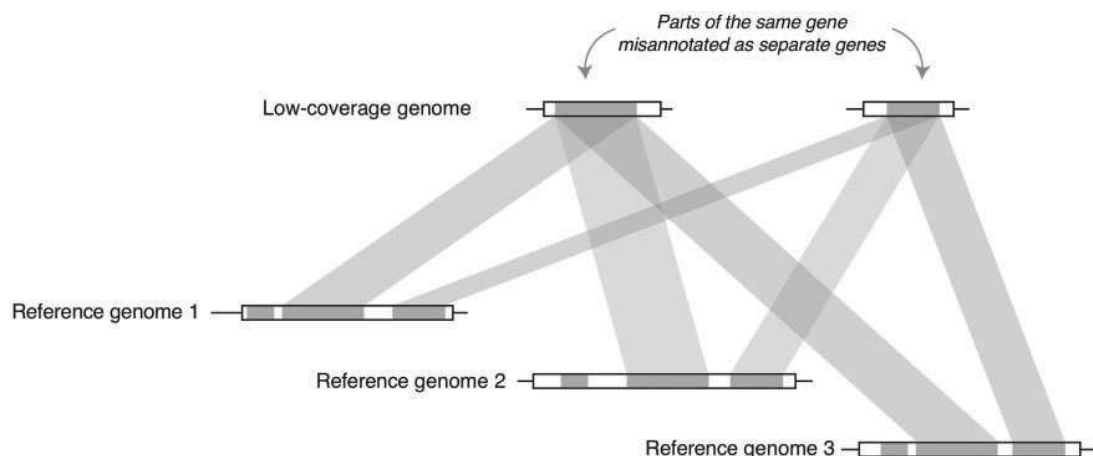 Parts of the same gene
misannotated as separate genes
Low-coverage genome
Reference genome 1
Reference genome 2
Reference genome 3